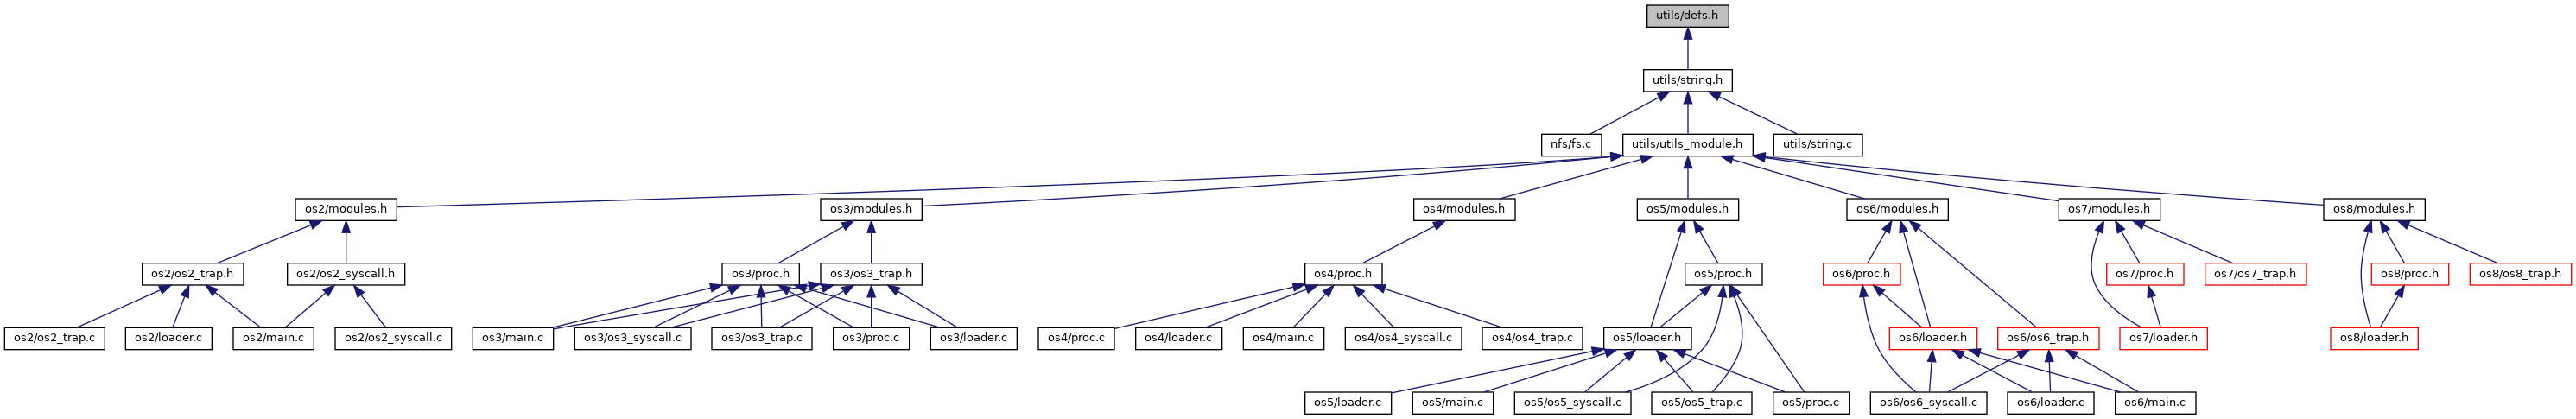 utils/defs.h
utils/string.h
nfs/fs.c
utils/utils_module.h
utils/string.c
os2/modules.h
os3/modules.h
os4/modules.h
os5/modules.h
os6/modules.h
os7/modules.h
os8/modules.h
os2/os2_trap.h
os2/os2_syscall.h
os3/proc.h
os3/os3_trap.h
os4/proc.h
os5/proc.h
os6/proc.h
os7/proc.h
os7/os7_trap.h
os8/proc.h
os8/os8_trap.h
os2/os2_trap.c
os2/loader.c
os2/main.c
os2/os2_syscall.c
os3/main.c
os3/os3_syscall.c
os3/os3_trap.c
os3/proc.c
os3/loader.c
os4/proc.c
os4/loader.c
os4/main.c
os4/os4_syscall.c
os4/os4_trap.c
os5/loader.h
os6/loader.h
os6/os6_trap.h
os7/loader.h
os8/loader.h
os5/loader.c
os5/main.c
os5/os5_syscall.c
os5/os5_trap.c
os5/proc.c
os6/os6_syscall.c
os6/loader.c
os6/main.c